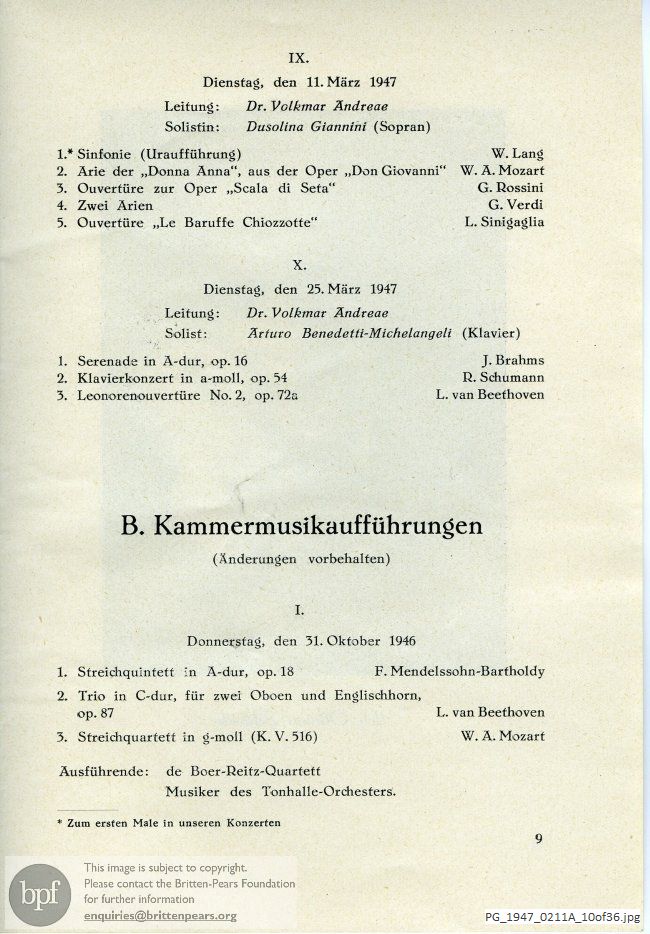 IX.
Dienstag, den 11. März 1947
Leitung: Dr. Volkmar Andreae
Solistin: Dusolina Giannini (Sopran)
1.* Sinfonie (Uraufführung) W. Lang
2. Arie der „Donna Anna“, aus der Oper „Don Giovanni“ W. A. Mozart
3. Ouvertüre zur Oper „Scala di Seta“ G. Rossini
4. Zwei Arien G. Verdi
5. Ouvertüre „Le Baruffe Chiozzotte“ L. Sinigaglia
X.
Dienstag, den 25. März 1947
Leitung: Dr. Volkmar Andreae
Solist: Arturo Benedetti-Michelangeli (Klavier)
1. Serenade in A-dur, op. 16 J. Brahms
2. Klavierkonzert in a-moll, op. 54 R. Schumann
3. Leonorenouvertüre No. 2, op. 72a L. van Beethoven
B. Kammermusikaufführungen
(Änderungen vorbehalten)
I.
Donnerstag, den 31. Oktober 1946
1. Streichquintett in A-dur, op. 18 F. Mendelssohn-Bartholdy
2. Trio in C-dur, für zwei Oboen und Englischhorn,
op. 87 L. van Beethoven
3. Streichquartett in g-moll (K. V. 516) W. A. Mozart
Ausführende: de Boer-Reitz-Quartett
Musiker des Tonhalle-Orchesters.
* Zum ersten Male in unseren Konzerten
9
bpf
This image is subject to copyright.
Please contact the Britten-Pears Foundation
for further information
enquiries@brittenpears.org
PG_1947_0211A_10of36.jpg